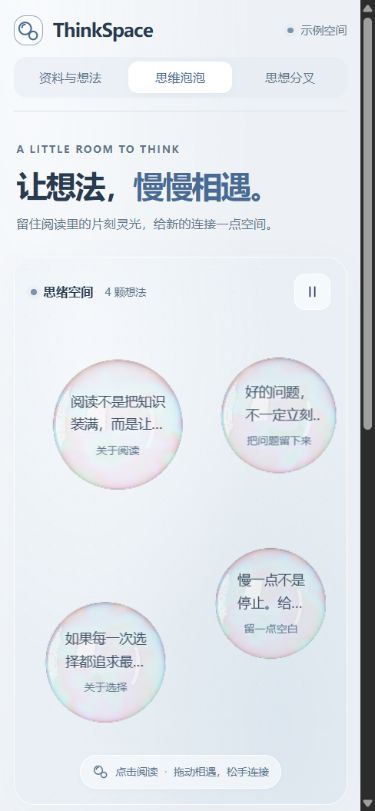 ThinkSpace
示例空间
资料与想法
思维泡泡
思想分叉
A LITTLE ROOM TO THINK
让想法，慢慢相遇。
留住阅读里的片刻灵光，给新的连接一点空间。
思绪空间 4 颗想法
阅读不是把知识
装满，而是让...
关于阅读
好的问题，
不一定立刻..
把问题留下来
慢一点不是
停止。给...
留一点空白
如果每一次选
择都追求最...
关于选择
点击阅读 · 拖动相遇，松手连接